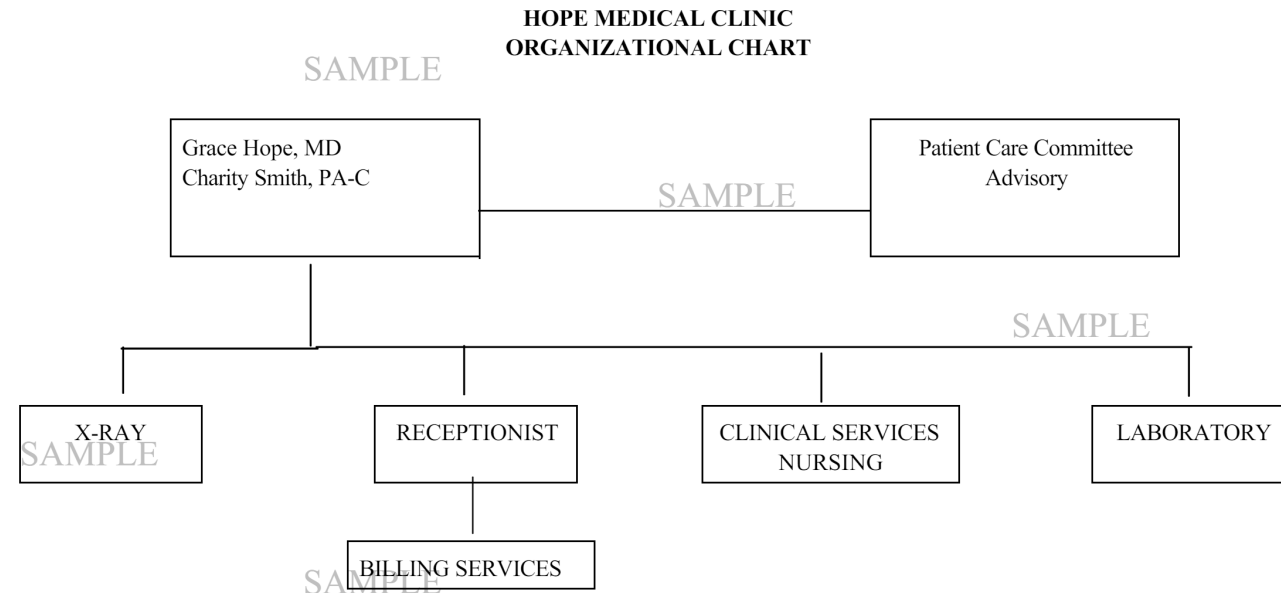 HOPE MEDICAL CLINIC
ORGANIZATIONAL CHART
SAMPLE
Grace Hope, MD
Charity Smith, PA-C
Patient Care Committee
Advisory
SAMPLE
SAMPLE
X-RAY
RECEPTIONIST
CLINICAL SERVICES
NURSING
LABORATORY
SAMPLE
BILLING SERVICES
SAMPLE